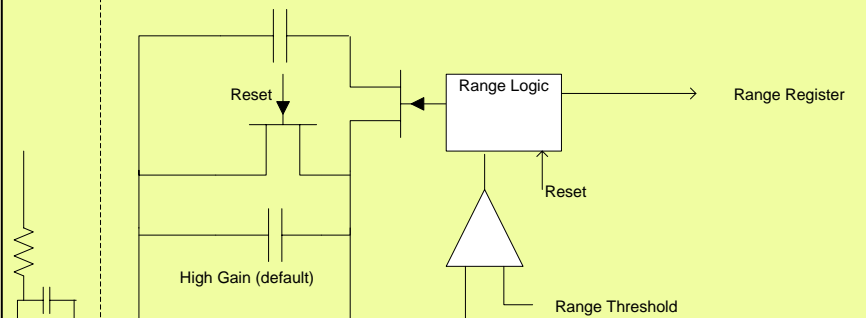 Range Logic
Reset
Range Register
Reset
High Gain (default)
Range Threshold